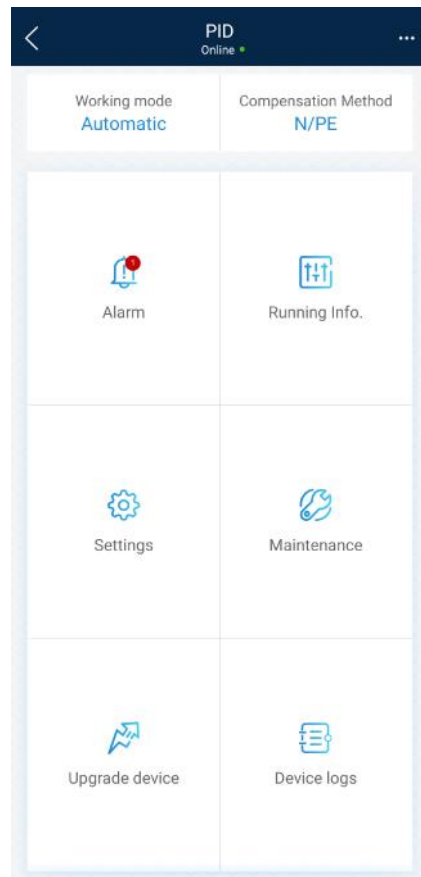 PID
Online
Working mode
Automatic
Compensation Method
N/PE
1
Alarm
Running Info.
Settings
Maintenance
Upgrade device
Device logs